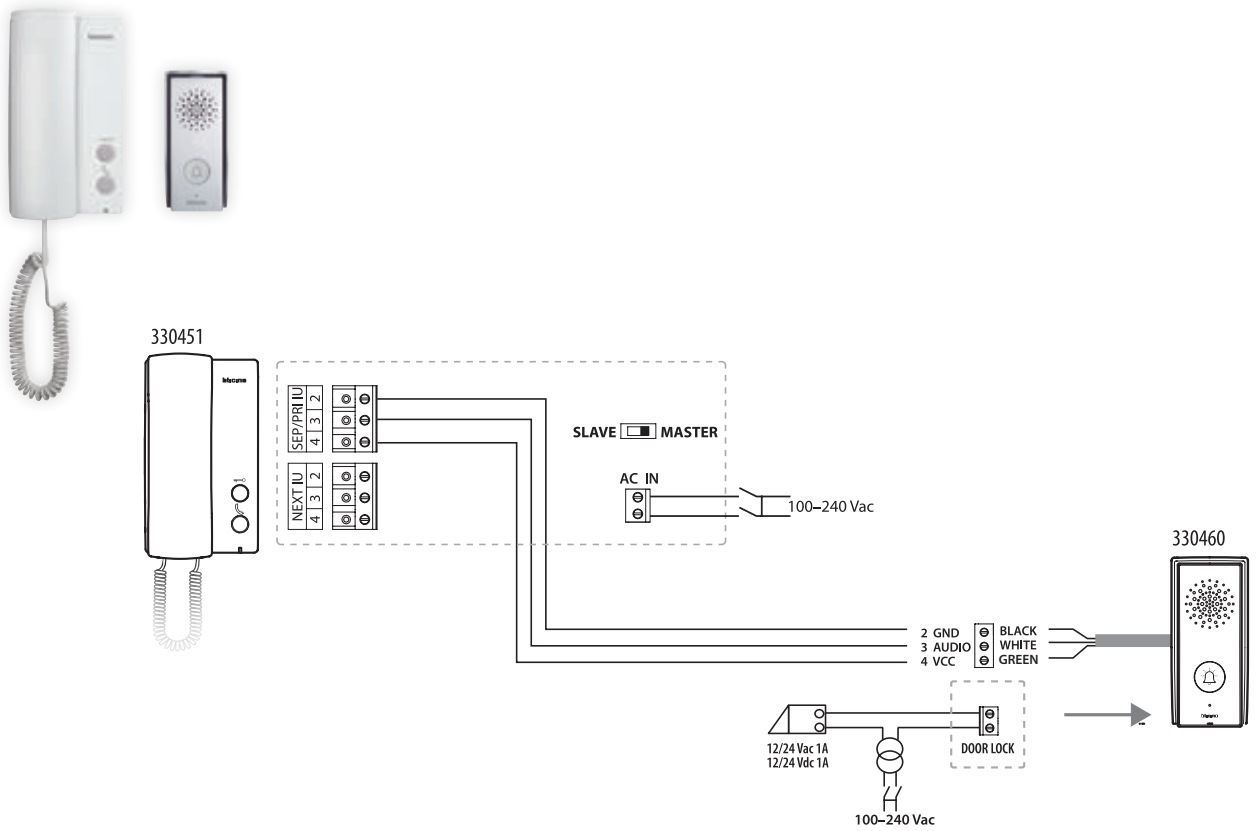 330451
SEP/PRI IU
2
3
4
NEXT IU
2
3
4
SLAVE MASTER
AC IN
100–240 Vac
330460
2 GND BLACK
3 AUDIO WHITE
4 VCC GREEN
12/24 Vac 1A
12/24 Vdc 1A
DOOR LOCK
100–240 Vac